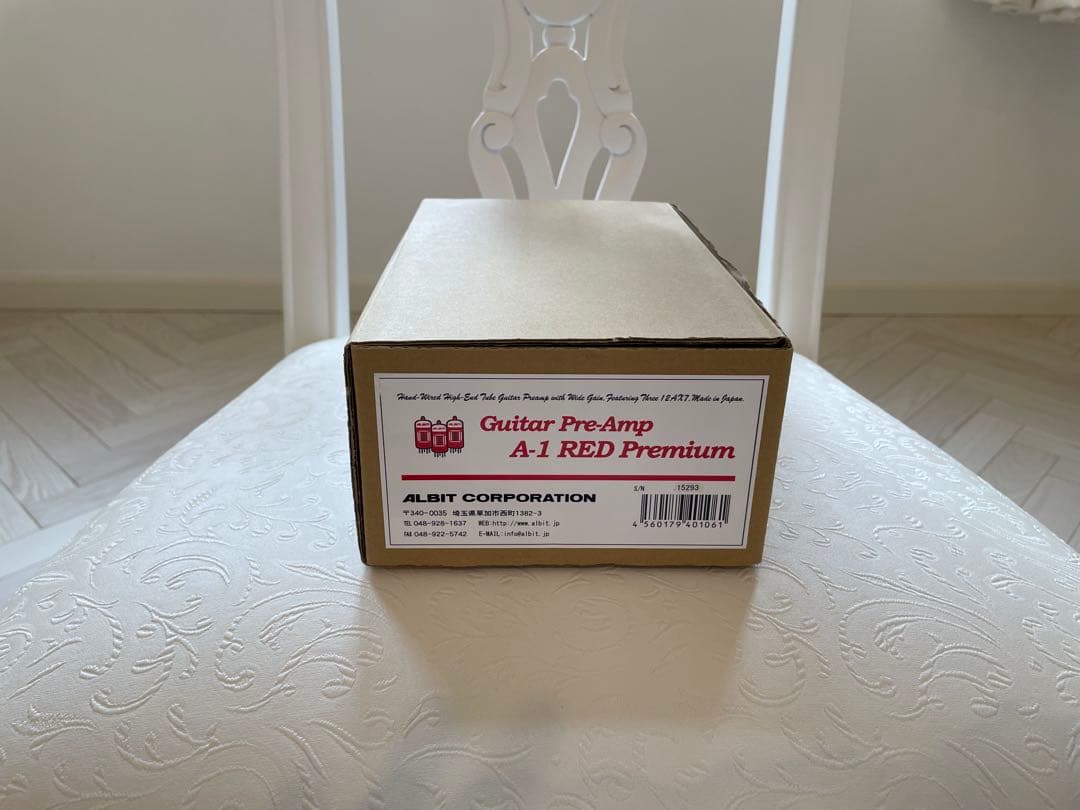 Hand-Wired High-End Tube Guitar Preamp with Wide Gain, Featuring Three 12AX7. Made in Japan.
Guitar Pre-Amp
A-1 RED Premium
ALBIT CORPORATION
〒340-0035 埼玉県草加市西町1382-3
TEL 048-928-1637 WEB:http://www.albit.jp
FAX 048-922-5742 E-MAIL:info@albit.jp
S/N .15293
4 560179 401061